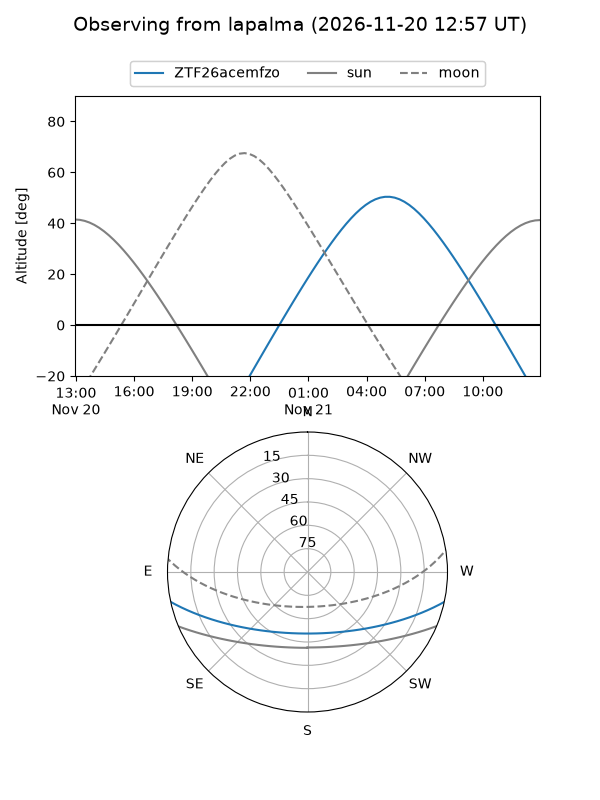 Observing from lapalma (2026-11-20 12:57 UT)
ZTF26acemfzo sun moon
Altitude [deg]
80
60
40
20
0
−20
13:00 16:00 19:00 22:00 01:00 04:00 07:00 10:00
Nov 20 Nov 21
N
NE NW
15
30
45
60
75
E W
SE SW
S